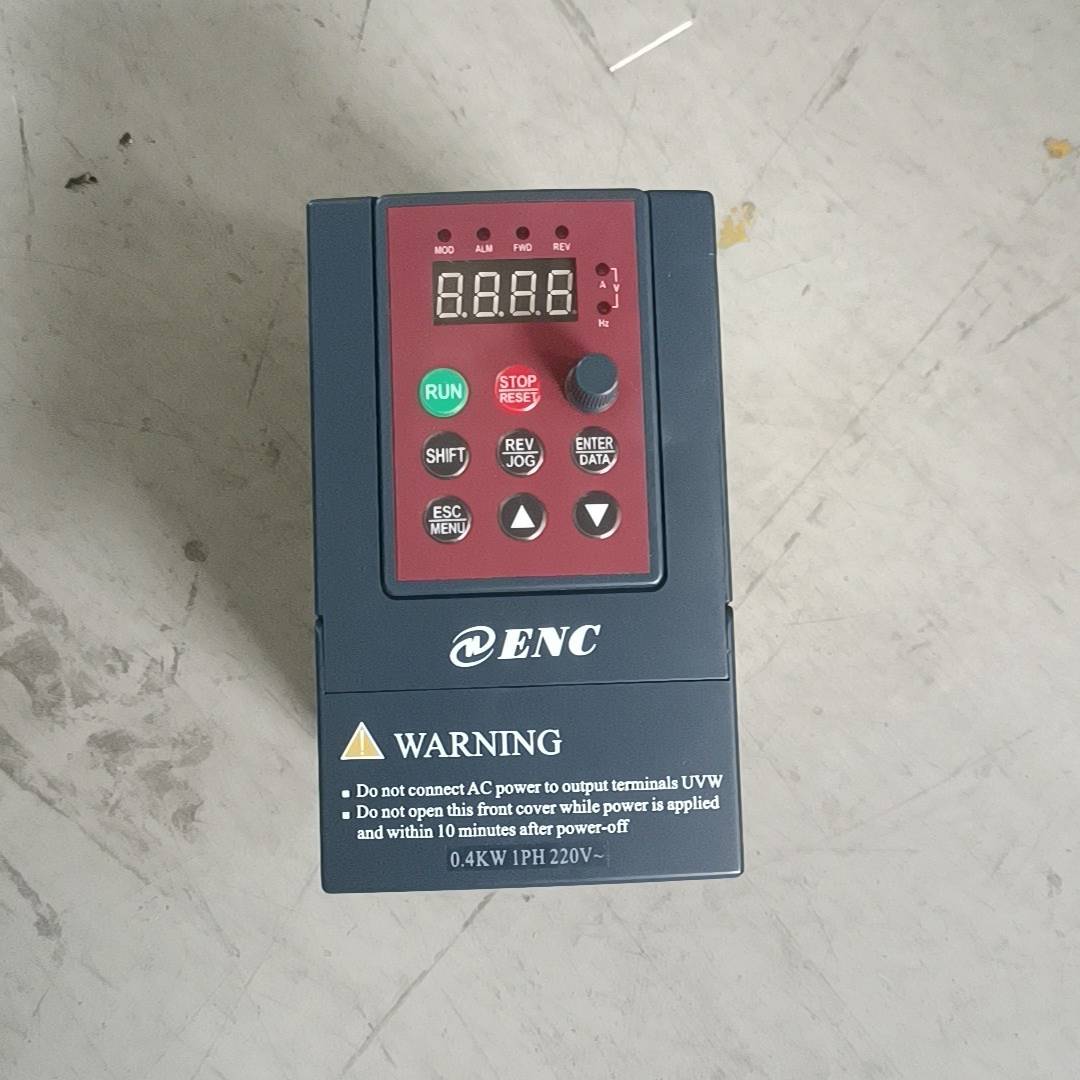 MOD ALM FWD REV
8.8.8.8.
A
V
Hz
RUN STOP
RESET
SHIFT REV
JOG ENTER
DATA
ESC
MENU
ENC
WARNING
Do not connect AC power to output terminals UVW
Do not open this front cover while power is applied
and within 10 minutes after power-off
0.4KW 1PH 220V~